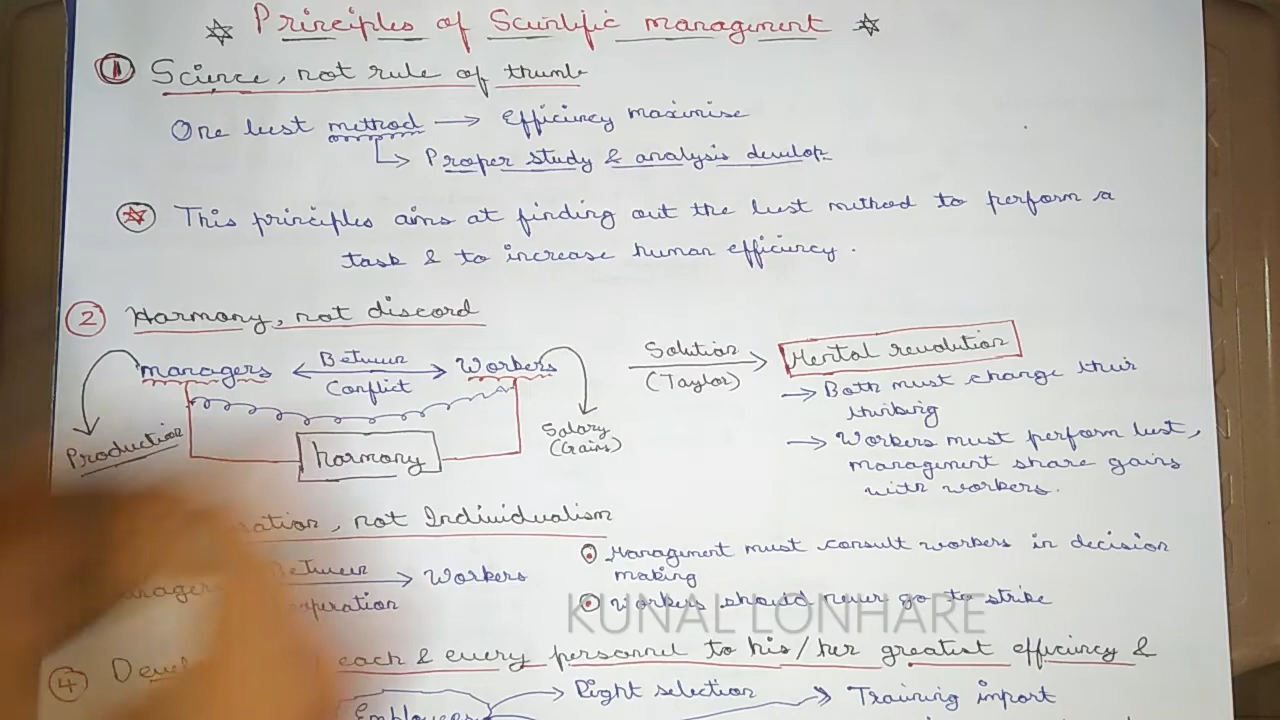 Principles of Scientific management
1 Science, not rule of thumb
One best method → Efficiency maximise
Proper study & analysis develop
This principles aims at finding out the best method to perform a
task & to increase human efficiency.
2 Harmony, not discord
managers Between Conflict Workers
Production
harmony
Salary (Gains)
Solution (Taylor)
Mental revolution
→ Both must change their
thinking
→ Workers must perform best,
management share gains
with workers.
not Individualism
Between → Workers
Management must consult workers in decision
making
Workers should never go to strike
KUNAL LONHARE
4 each & every personnel to his/her greatest efficiency &
Employees
Right selection → Training import